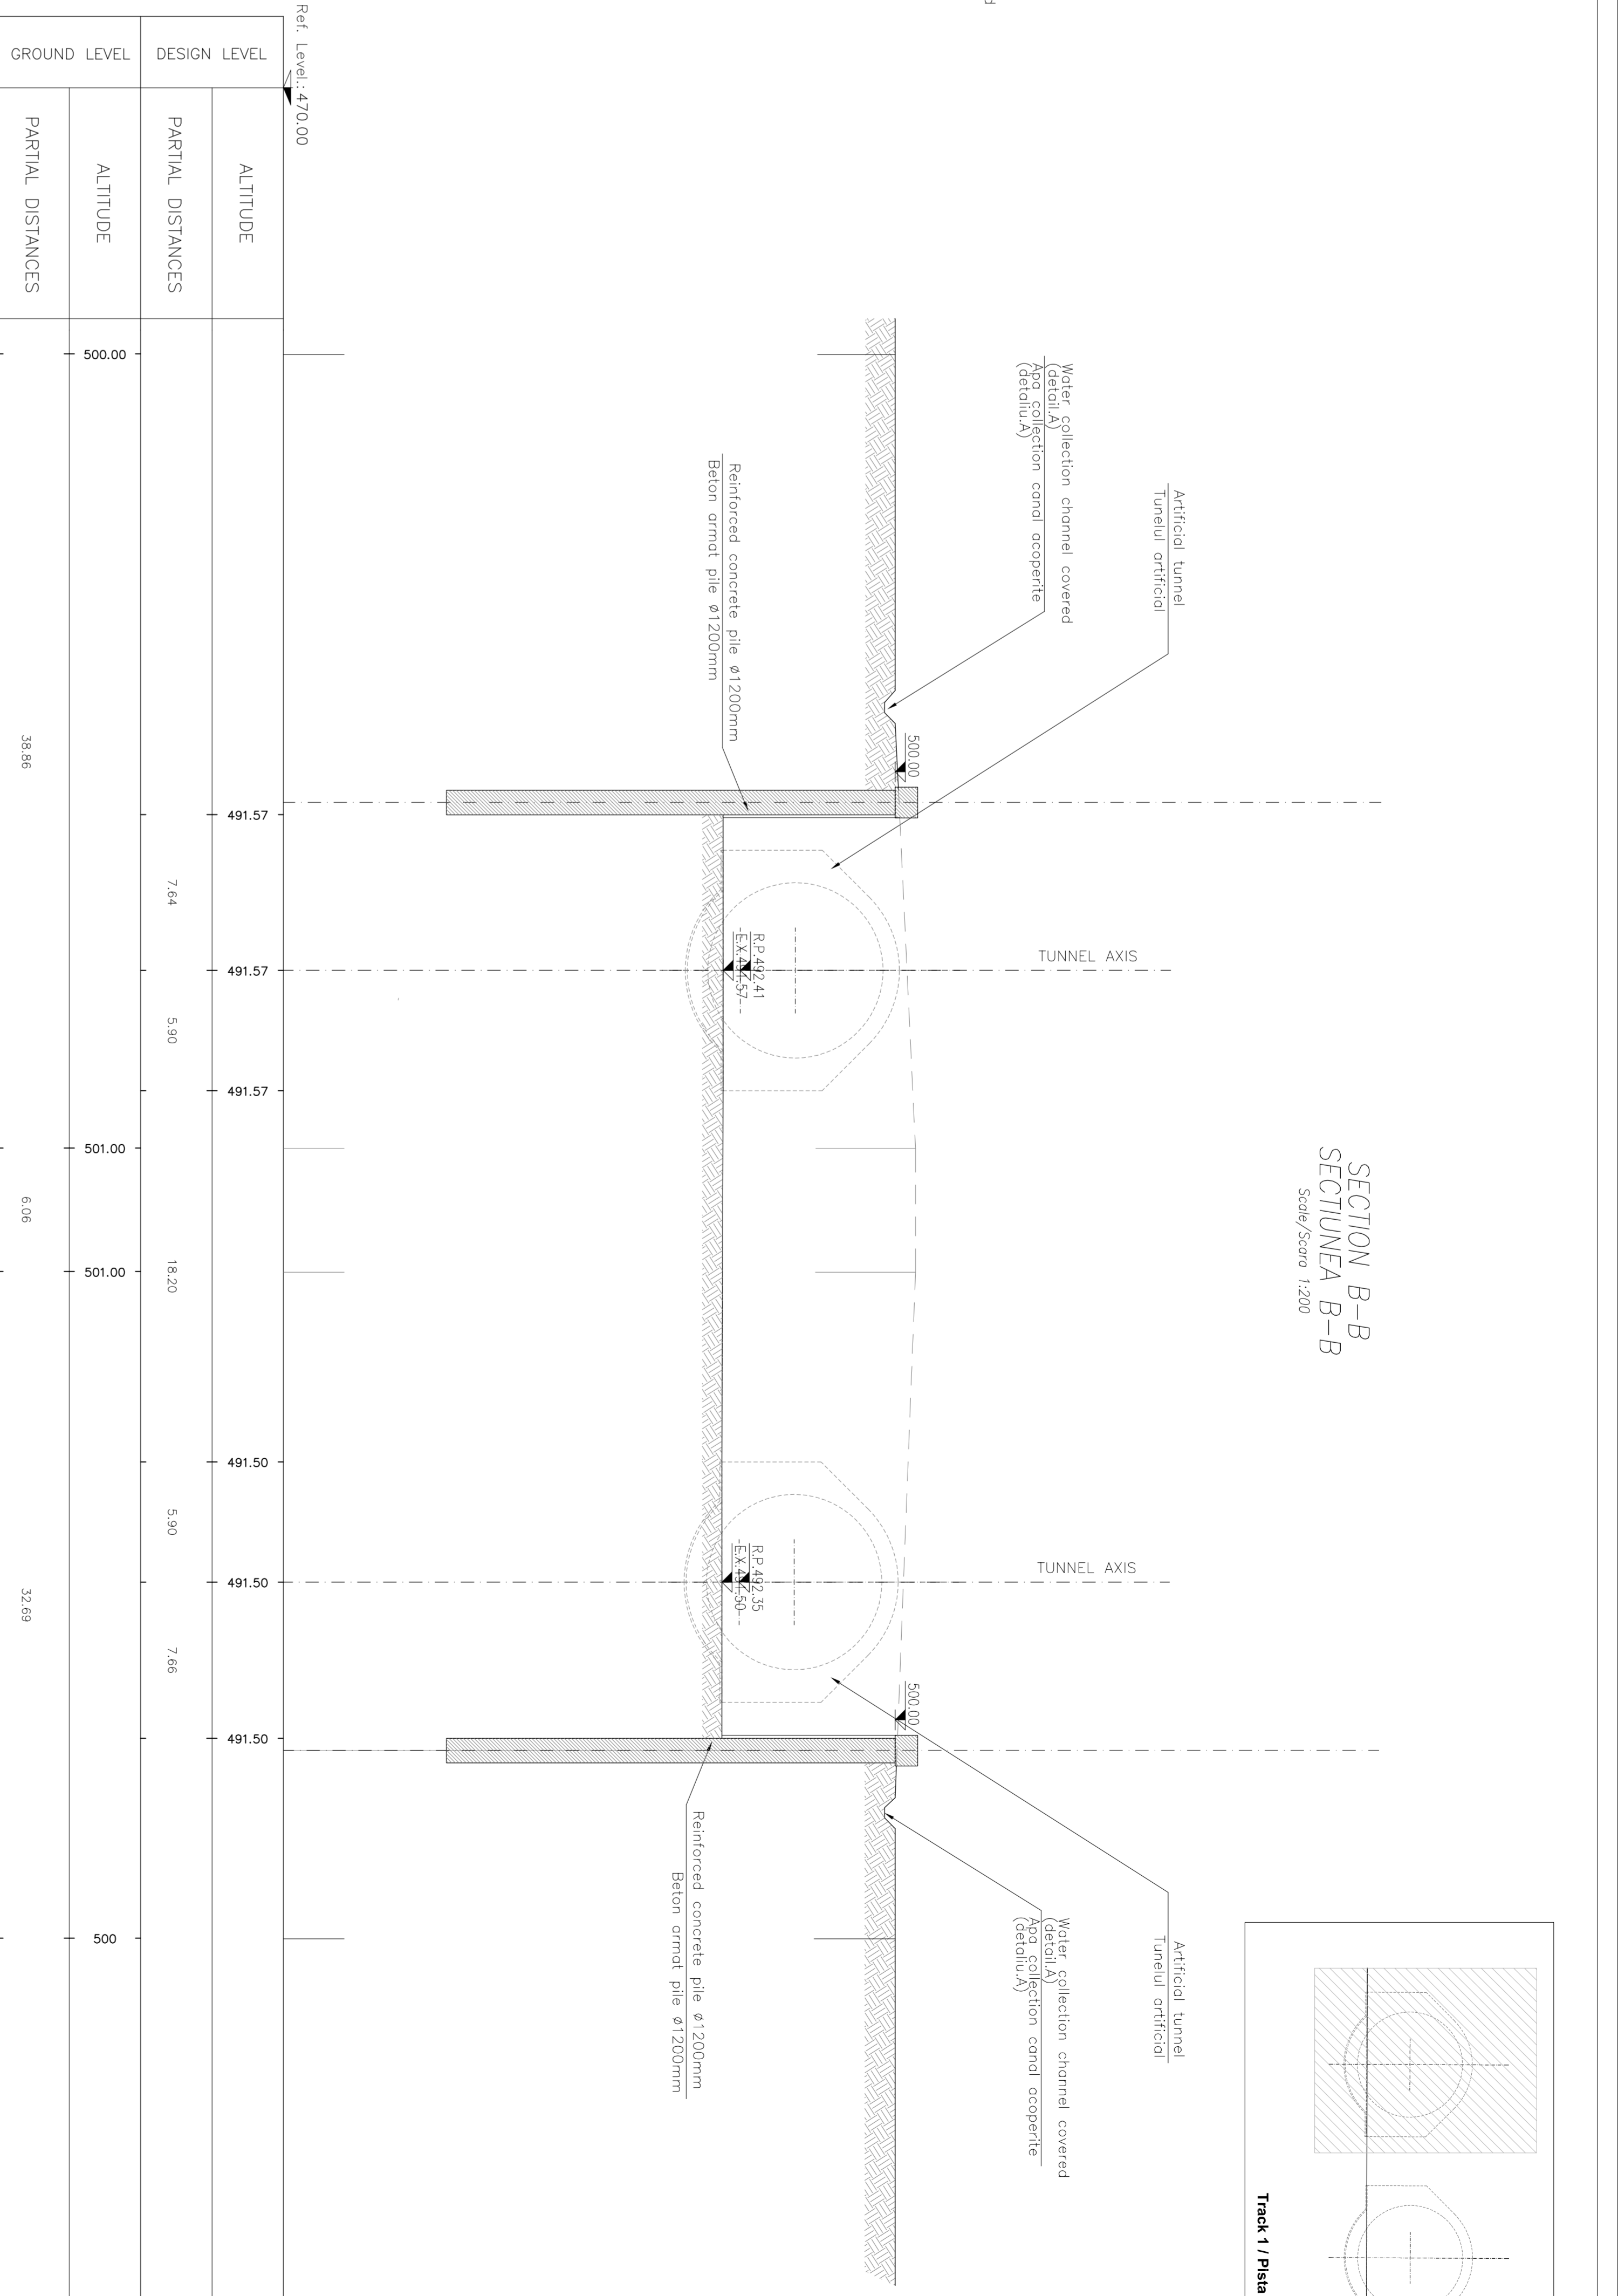 SECTION B-B
SECTIUNEA B-B
Scale/Scara 1:200
Artificial tunnel
Tunelul artificial
Water collection channel covered
(detail.A)
Apa collection canal acoperite
(detaliu.A)
500.00
Reinforced concrete pile Ø1200mm
Beton armat pile Ø1200mm
TUNNEL AXIS
R.P.492.41
E.X.491.57
TUNNEL AXIS
R.P.492.35
E.X.491.50
500.00
Artificial tunnel
Tunelul artificial
Water collection channel covered
(detail.A)
Apa collection canal acoperite
(detaliu.A)
Reinforced concrete pile Ø1200mm
Beton armat pile Ø1200mm
Track 1 / Pista
Ref. Level.: 470.00
DESIGN LEVEL
ALTITUDE
491.57
491.57
491.57
491.50
491.50
491.50
PARTIAL DISTANCES
7.64
5.90
18.20
5.90
7.66
GROUND LEVEL
ALTITUDE
500.00
501.00
501.00
500
PARTIAL DISTANCES
38.86
6.06
32.69